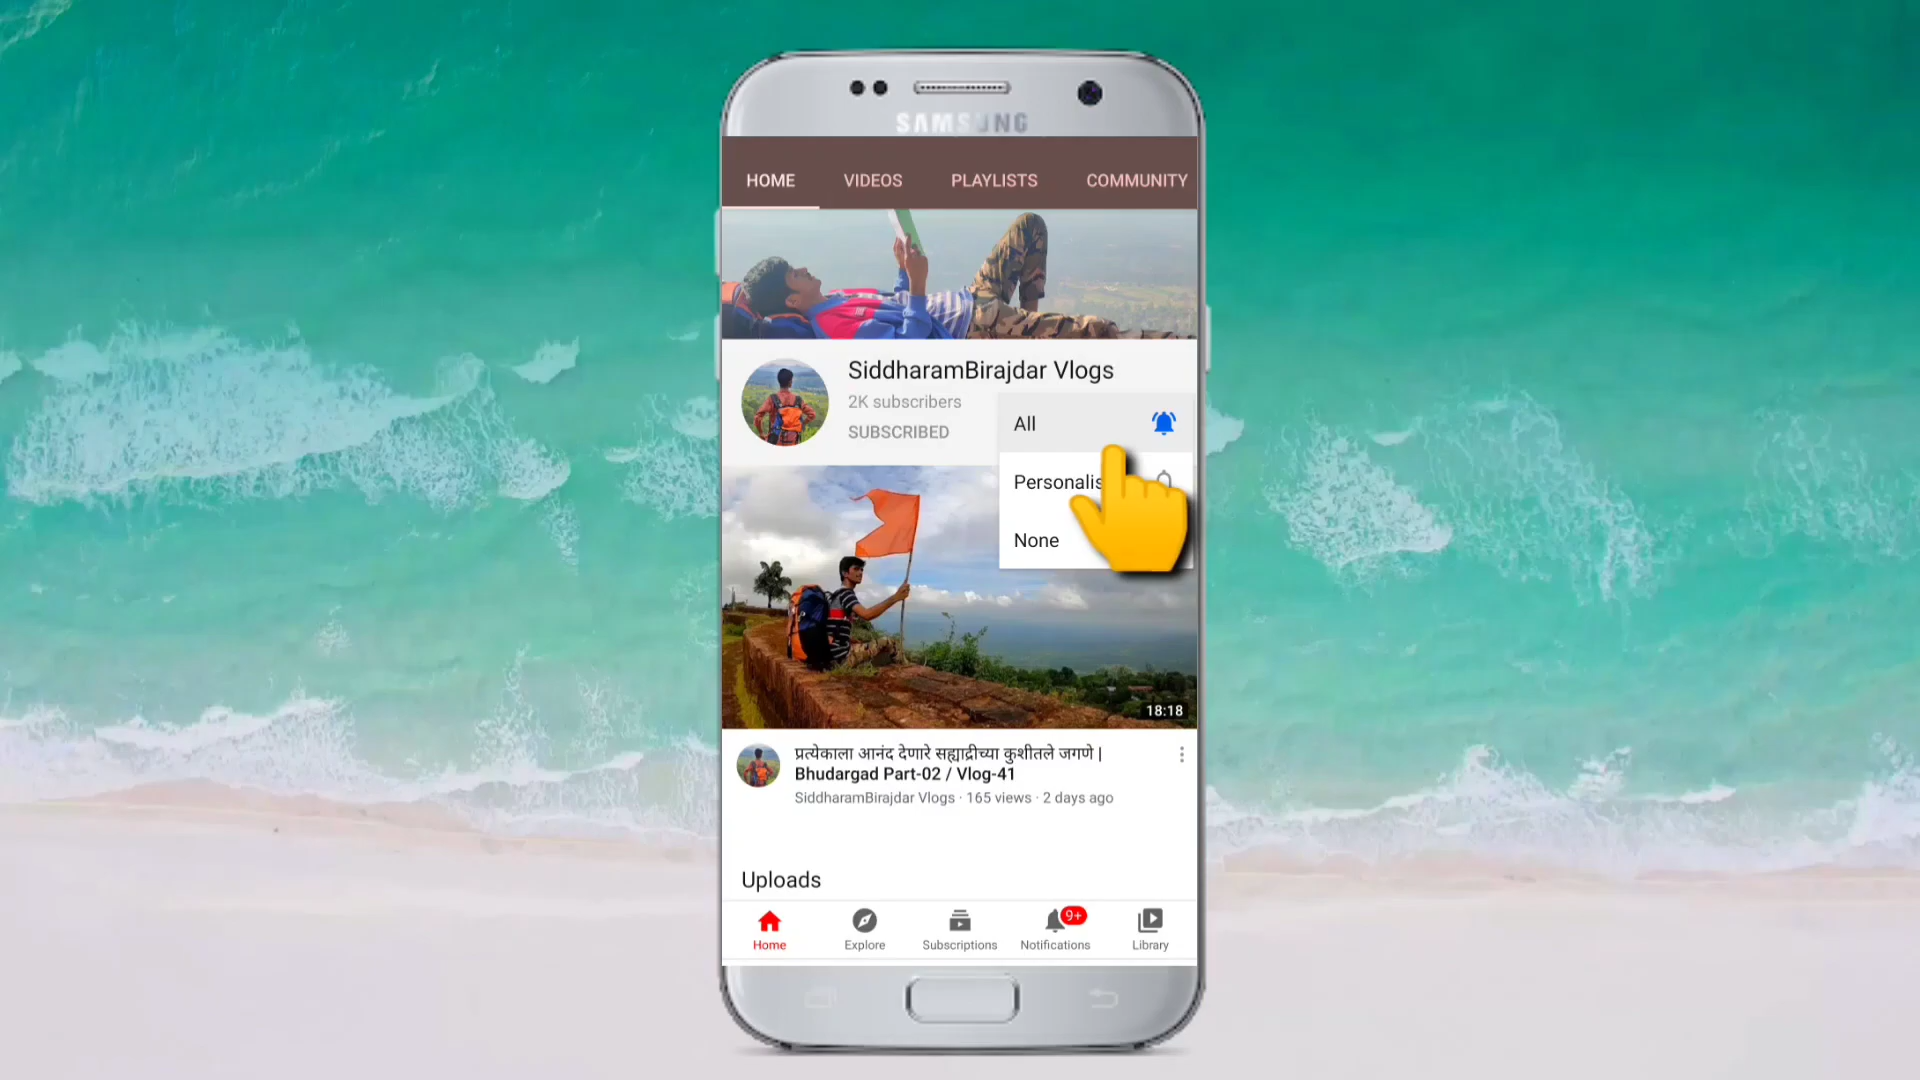 SAMSUNG
HOME VIDEOS PLAYLISTS COMMUNITY
SiddharamBirajdar Vlogs
2K subscribers
SUBSCRIBED
All
Personalis
None
18:18
प्रत्येकाला आनंद देणारे सह्याद्रीच्या कुशीतले जगणे |
Bhudargad Part-02 / Vlog-41
SiddharamBirajdar Vlogs · 165 views · 2 days ago
Uploads
9+
Home Explore Subscriptions Notifications Library